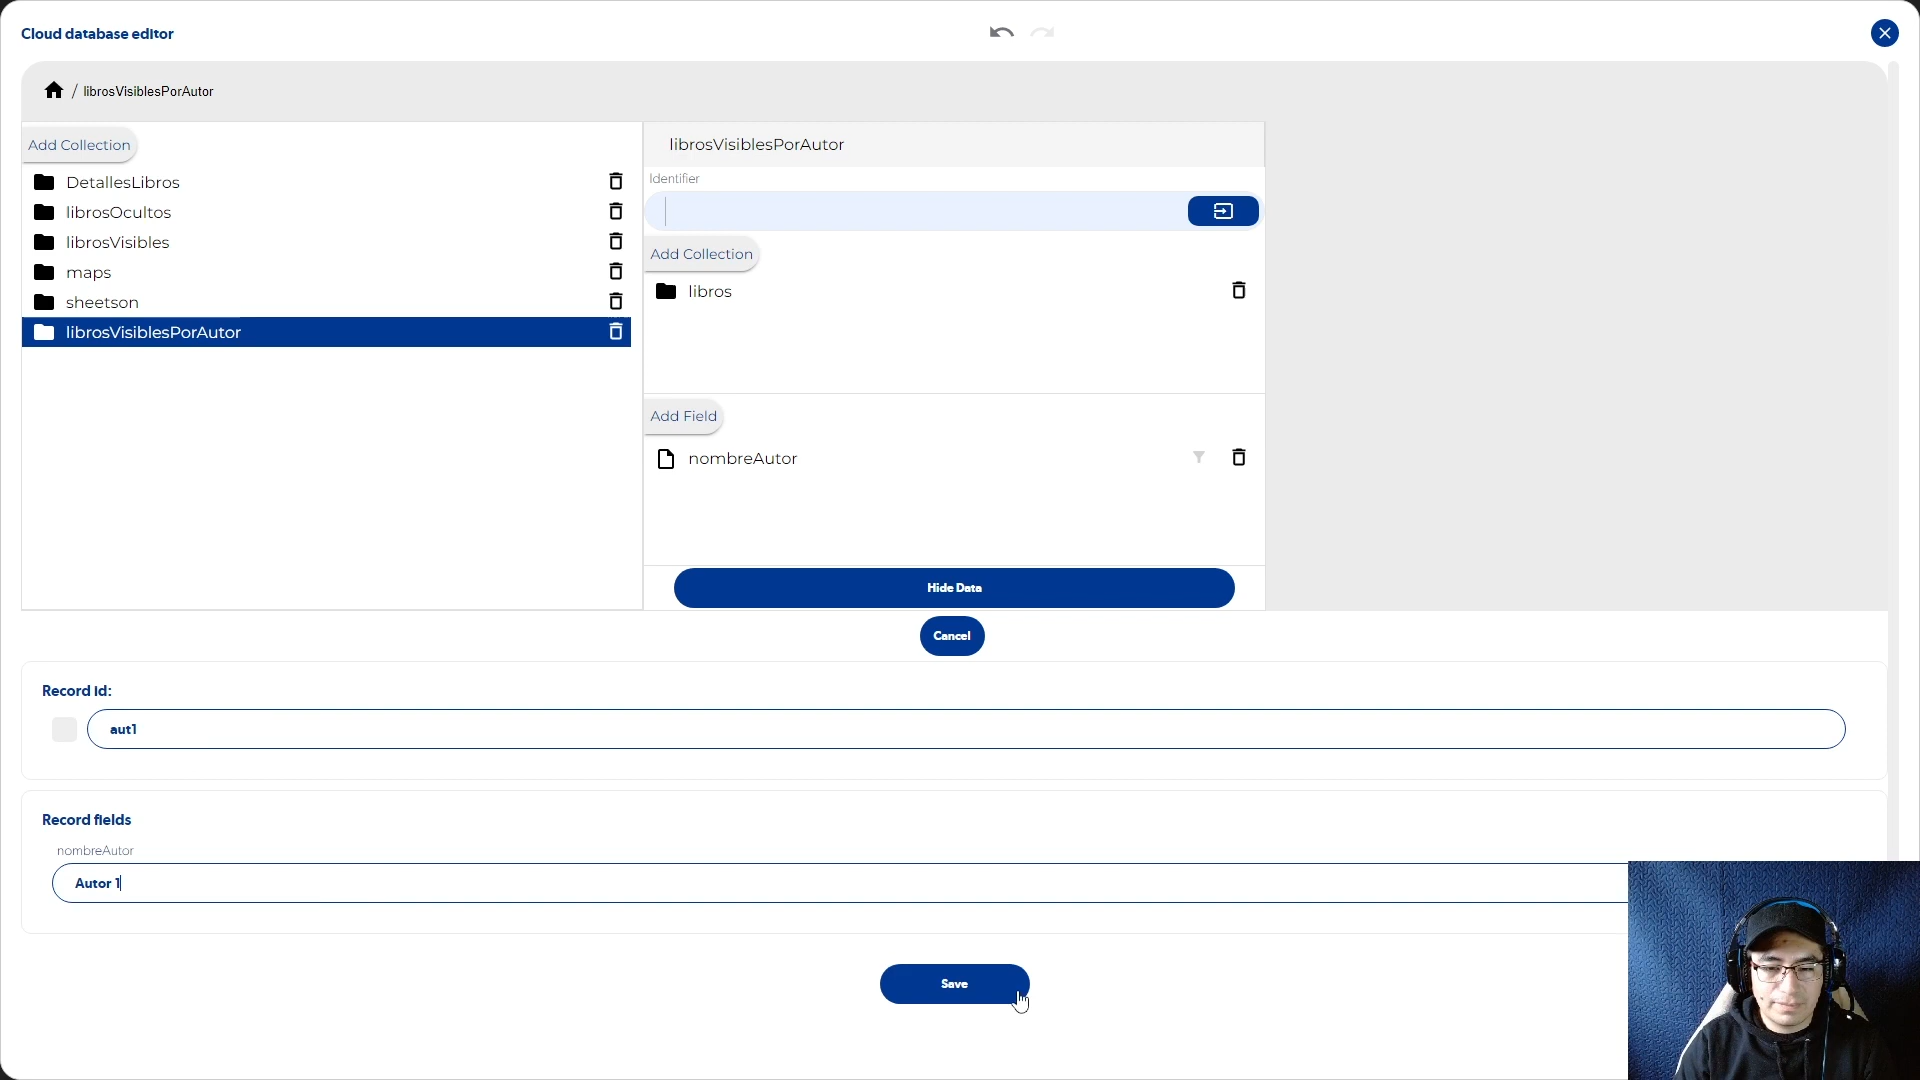 Cloud database editor
/ librosVisiblesPorAutor
Add Collection
DetallesLibros
librosOcultos
librosVisibles
maps
sheetson
librosVisiblesPorAutor
librosVisiblesPorAutor
Identifier
Add Collection
libros
Add Field
nombreAutor
Hide Data
Cancel
Record id:
aut1
Record fields
nombreAutor
Autor 1
Save